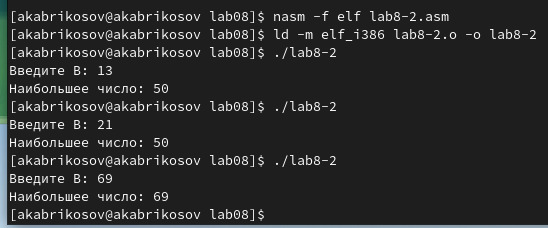 [akabrikosov@akabrikosov lab08]$ nasm -f elf lab8-2.asm
[akabrikosov@akabrikosov lab08]$ ld -m elf_i386 lab8-2.o -o lab8-2
[akabrikosov@akabrikosov lab08]$ ./lab8-2
Введите B: 13
Наибольшее число: 50
[akabrikosov@akabrikosov lab08]$ ./lab8-2
Введите B: 21
Наибольшее число: 50
[akabrikosov@akabrikosov lab08]$ ./lab8-2
Введите B: 69
Наибольшее число: 69
[akabrikosov@akabrikosov lab08]$